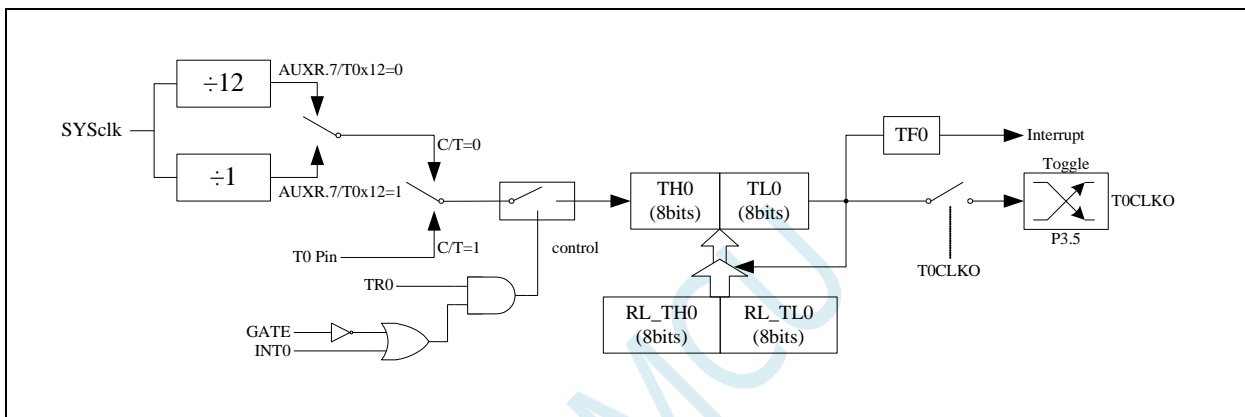 ÷12
AUXR.7/T0x12=0
SYSclk
÷1
AUXR.7/T0x12=1
C/T=0
T0 Pin
C/T=1
control
TR0
GATE
INT0
TH0
(8bits)
TL0
(8bits)
RL_TH0
(8bits)
RL_TL0
(8bits)
TF0
Interrupt
Toggle
T0CLKO
P3.5
T0CLKO
MCU